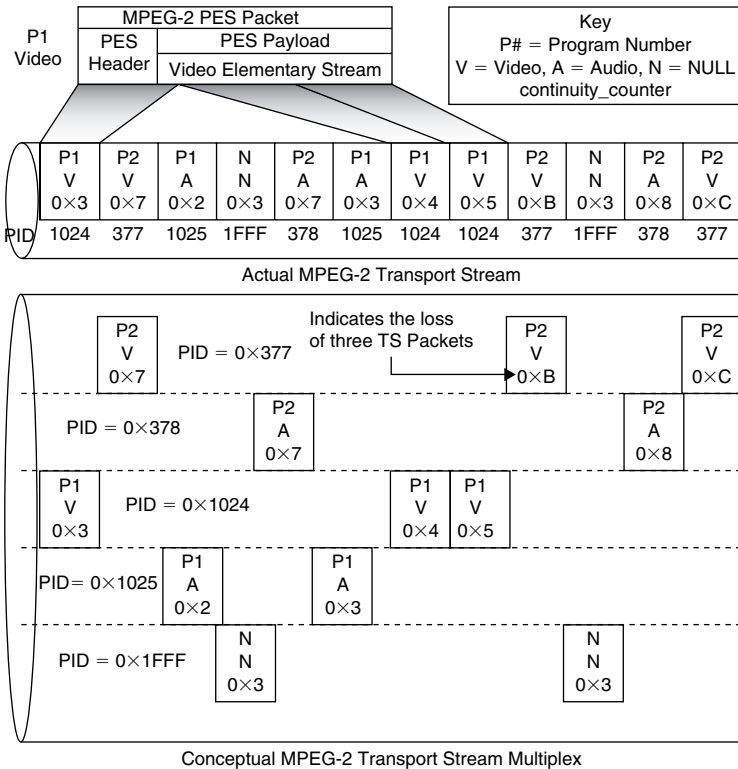 P1
Video
MPEG-2 PES Packet
PES
Header
PES Payload
Video Elementary Stream
Key
P# = Program Number
V = Video, A = Audio, N = NULL
continuity_counter
P1 P2 P1 N P2 P1 P1 P1 P2 N P2 P2
V V A N A A V V V N A V
0×3 0×7 0×2 0×3 0×7 0×3 0×4 0×5 0×B 0×3 0×8 0×C
PID 1024 377 1025 1FFF 378 1025 1024 1024 377 1FFF 378 377
Actual MPEG-2 Transport Stream
P2
V
0×7
PID = 0×377
Indicates the loss
of three TS Packets
P2
V
0×B
P2
V
0×C
PID = 0×378
P2
A
0×7
P2
A
0×8
P1
V
0×3
PID = 0×1024
P1
V
0×4
P1
V
0×5
PID= 0×1025
P1
A
0×2
P1
A
0×3
PID = 0×1FFF
N
N
0×3
N
N
0×3
Conceptual MPEG-2 Transport Stream Multiplex